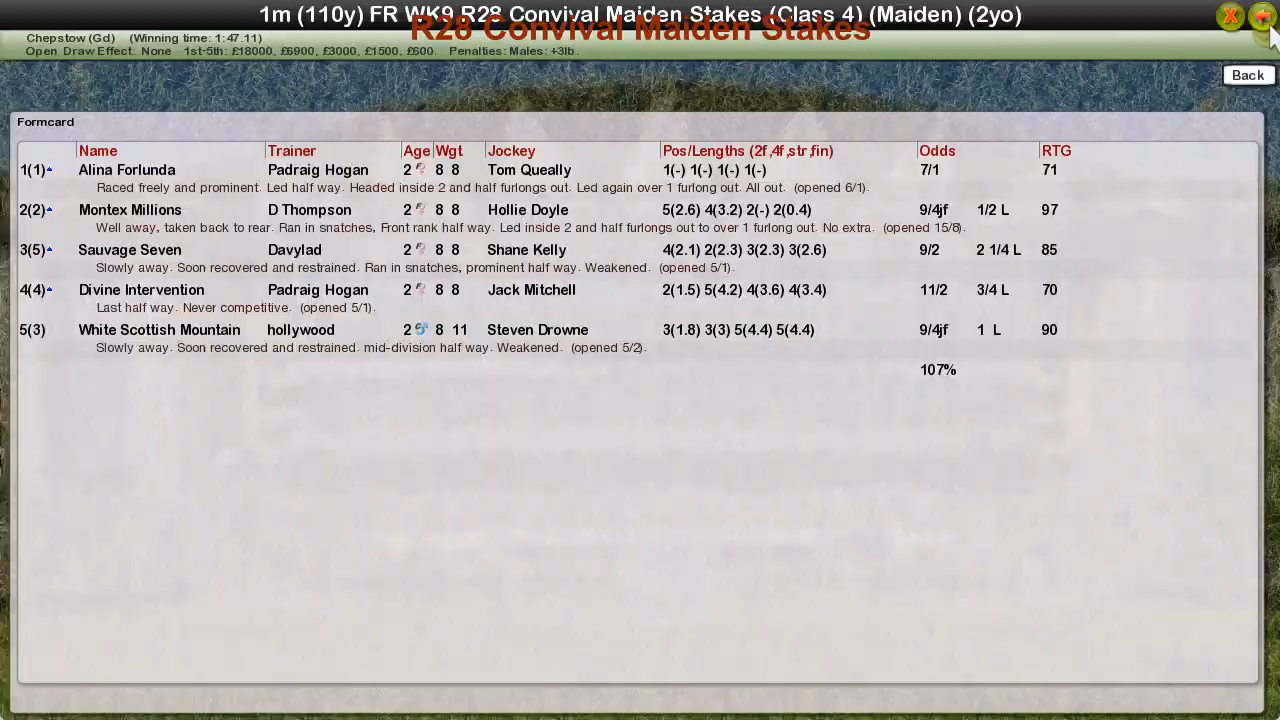 1m (110y) FR WK9 R28 Convival Maiden Stakes (Class 4) (Maiden) (2yo)
R28 Convival Maiden Stakes
Chepstow (Gd) (Winning time: 1:47.11)
Open Draw Effect: None 1st-5th: £18000, £6900, £3000, £1500, £600. Penalties: Males: +3lb.
X
Back
Formcard
Name Trainer Age Wgt Jockey Pos/Lengths (2f,4f,str,fin) Odds RTG
1(1) Alina Forlunda Padraig Hogan 2 8 8 Tom Queally 1(-) 1(-) 1(-) 1(-) 7/1 71
Raced freely and prominent. Led half way. Headed inside 2 and half furlongs out. Led again over 1 furlong out. All out. (opened 6/1).
2(2) Montex Millions D Thompson 2 8 8 Hollie Doyle 5(2.6) 4(3.2) 2(-) 2(0.4) 9/4jf 1/2 L 97
Well away, taken back to rear. Ran in snatches, Front rank half way. Led inside 2 and half furlongs out to over 1 furlong out. No extra. (opened 15/8).
3(5) Sauvage Seven Davylad 2 8 8 Shane Kelly 4(2.1) 2(2.3) 3(2.3) 3(2.6) 9/2 2 1/4 L 85
Slowly away. Soon recovered and restrained. Ran in snatches, prominent half way. Weakened. (opened 5/1).
4(4) Divine Intervention Padraig Hogan 2 8 8 Jack Mitchell 2(1.5) 5(4.2) 4(3.6) 4(3.4) 11/2 3/4 L 70
Last half way. Never competitive. (opened 5/1).
5(3) White Scottish Mountain hollywood 2 8 11 Steven Drowne 3(1.8) 3(3) 5(4.4) 5(4.4) 9/4jf 1 L 90
Slowly away. Soon recovered and restrained. mid-division half way. Weakened. (opened 5/2).
107%